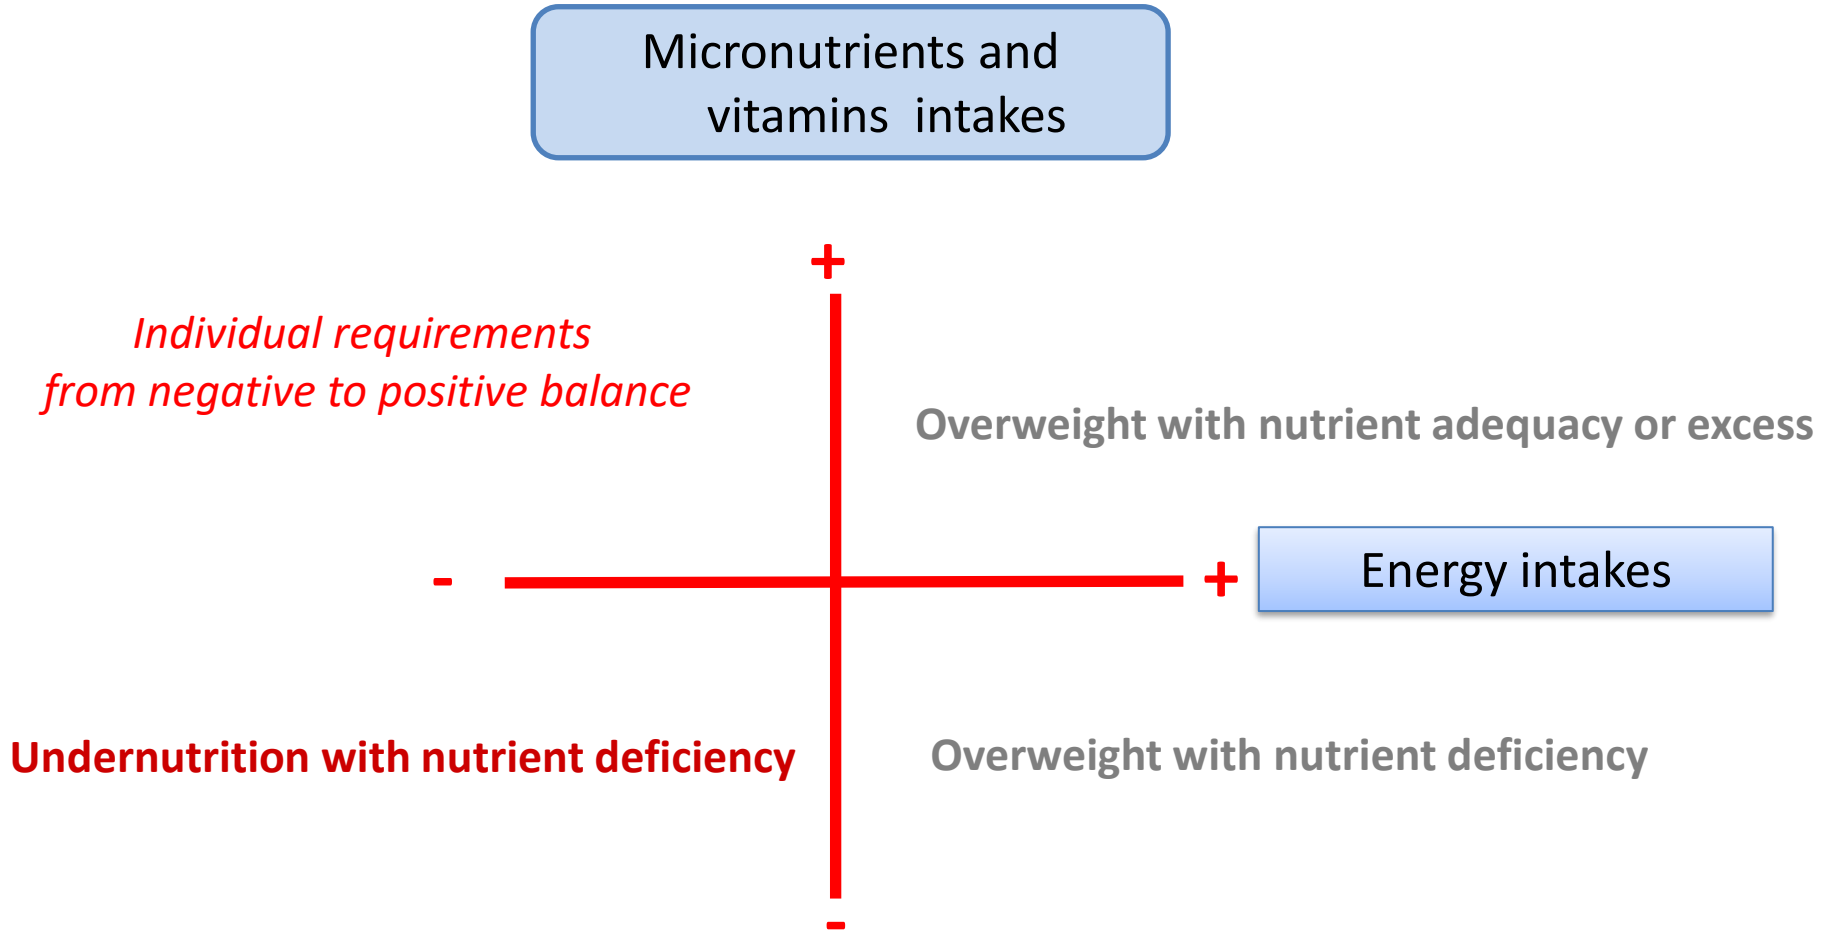 Micronutrients and
vitamins intakes
+
Individual requirements
from negative to positive balance
Overweight with nutrient adequacy or excess
- +
Energy intakes
Undernutrition with nutrient deficiency
Overweight with nutrient deficiency
-